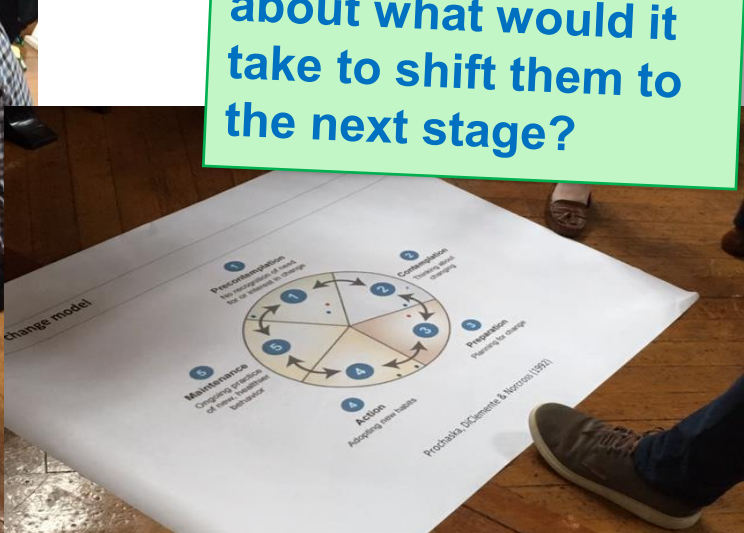 about what would it
take to shift them to
the next stage?
change model
1
Precontemplation
No recognition of need
for or interest in change
2
Contemplation
Thinking about
changing
3
Preparation
Planning for change
4
Action
Adopting new habits
5
Maintenance
Ongoing practice
of new, healthier
behavior
1
2
3
4
5
Prochaska, DiClemente & Norcross (1992)